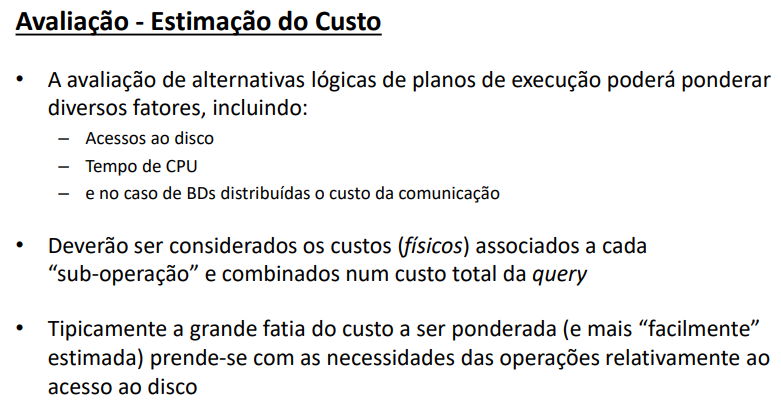 Avaliação - Estimação do Custo
• A avaliação de alternativas lógicas de planos de execução poderá ponderar
diversos fatores, incluindo:
– Acessos ao disco
– Tempo de CPU
– e no caso de BDs distribuídas o custo da comunicação
• Deverão ser considerados os custos (físicos) associados a cada
“sub-operação” e combinados num custo total da query
• Tipicamente a grande fatia do custo a ser ponderada (e mais “facilmente”
estimada) prende-se com as necessidades das operações relativamente ao
acesso ao disco